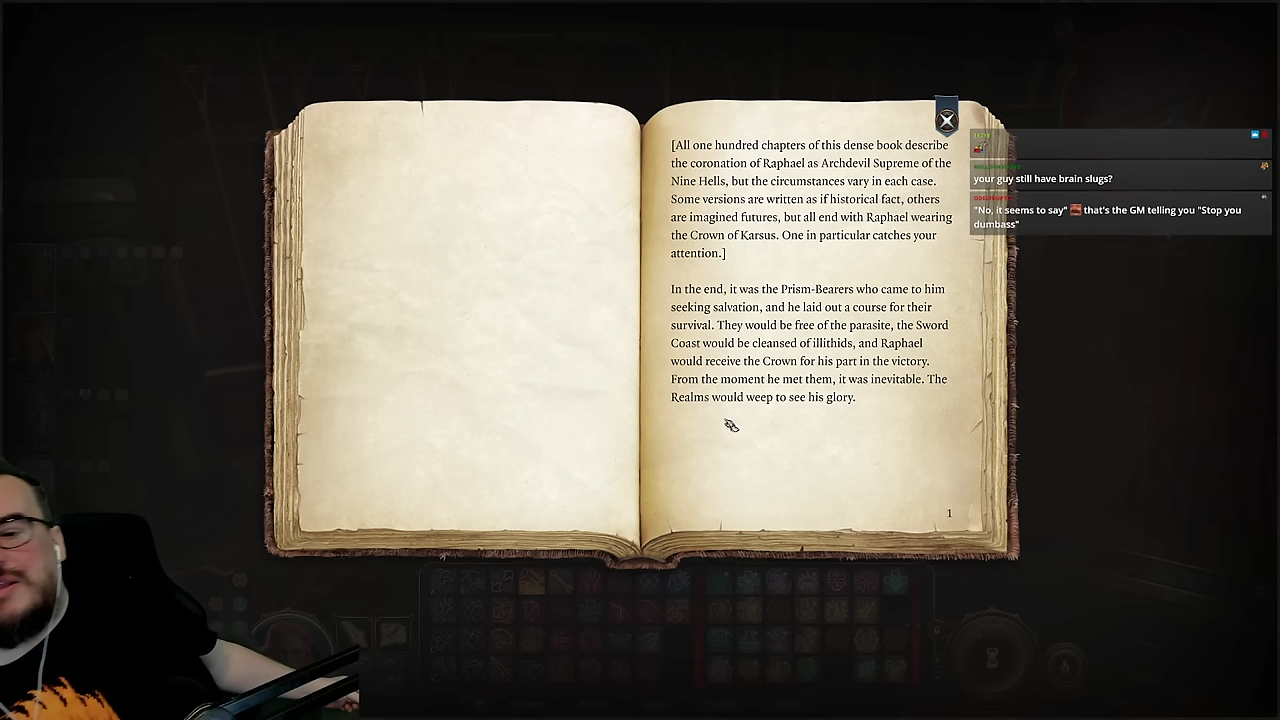 [All one hundred chapters of this dense book describe
the coronation of Raphael as Archdevil Supreme of the
Nine Hells, but the circumstances vary in each case.
Some versions are written as if historical fact, others
are imagined futures, but all end with Raphael wearing
the Crown of Karsus. One in particular catches your
attention.]
In the end, it was the Prism-Bearers who came to him
seeking salvation, and he laid out a course for their
survival. They would be free of the parasite, the Sword
Coast would be cleansed of illithids, and Raphael
would receive the Crown for his part in the victory.
From the moment he met them, it was inevitable. The
Realms would weep to see his glory.
1
your guy still have brain slugs?
"No, it seems to say" that's the GM telling you "Stop you
dumbass"